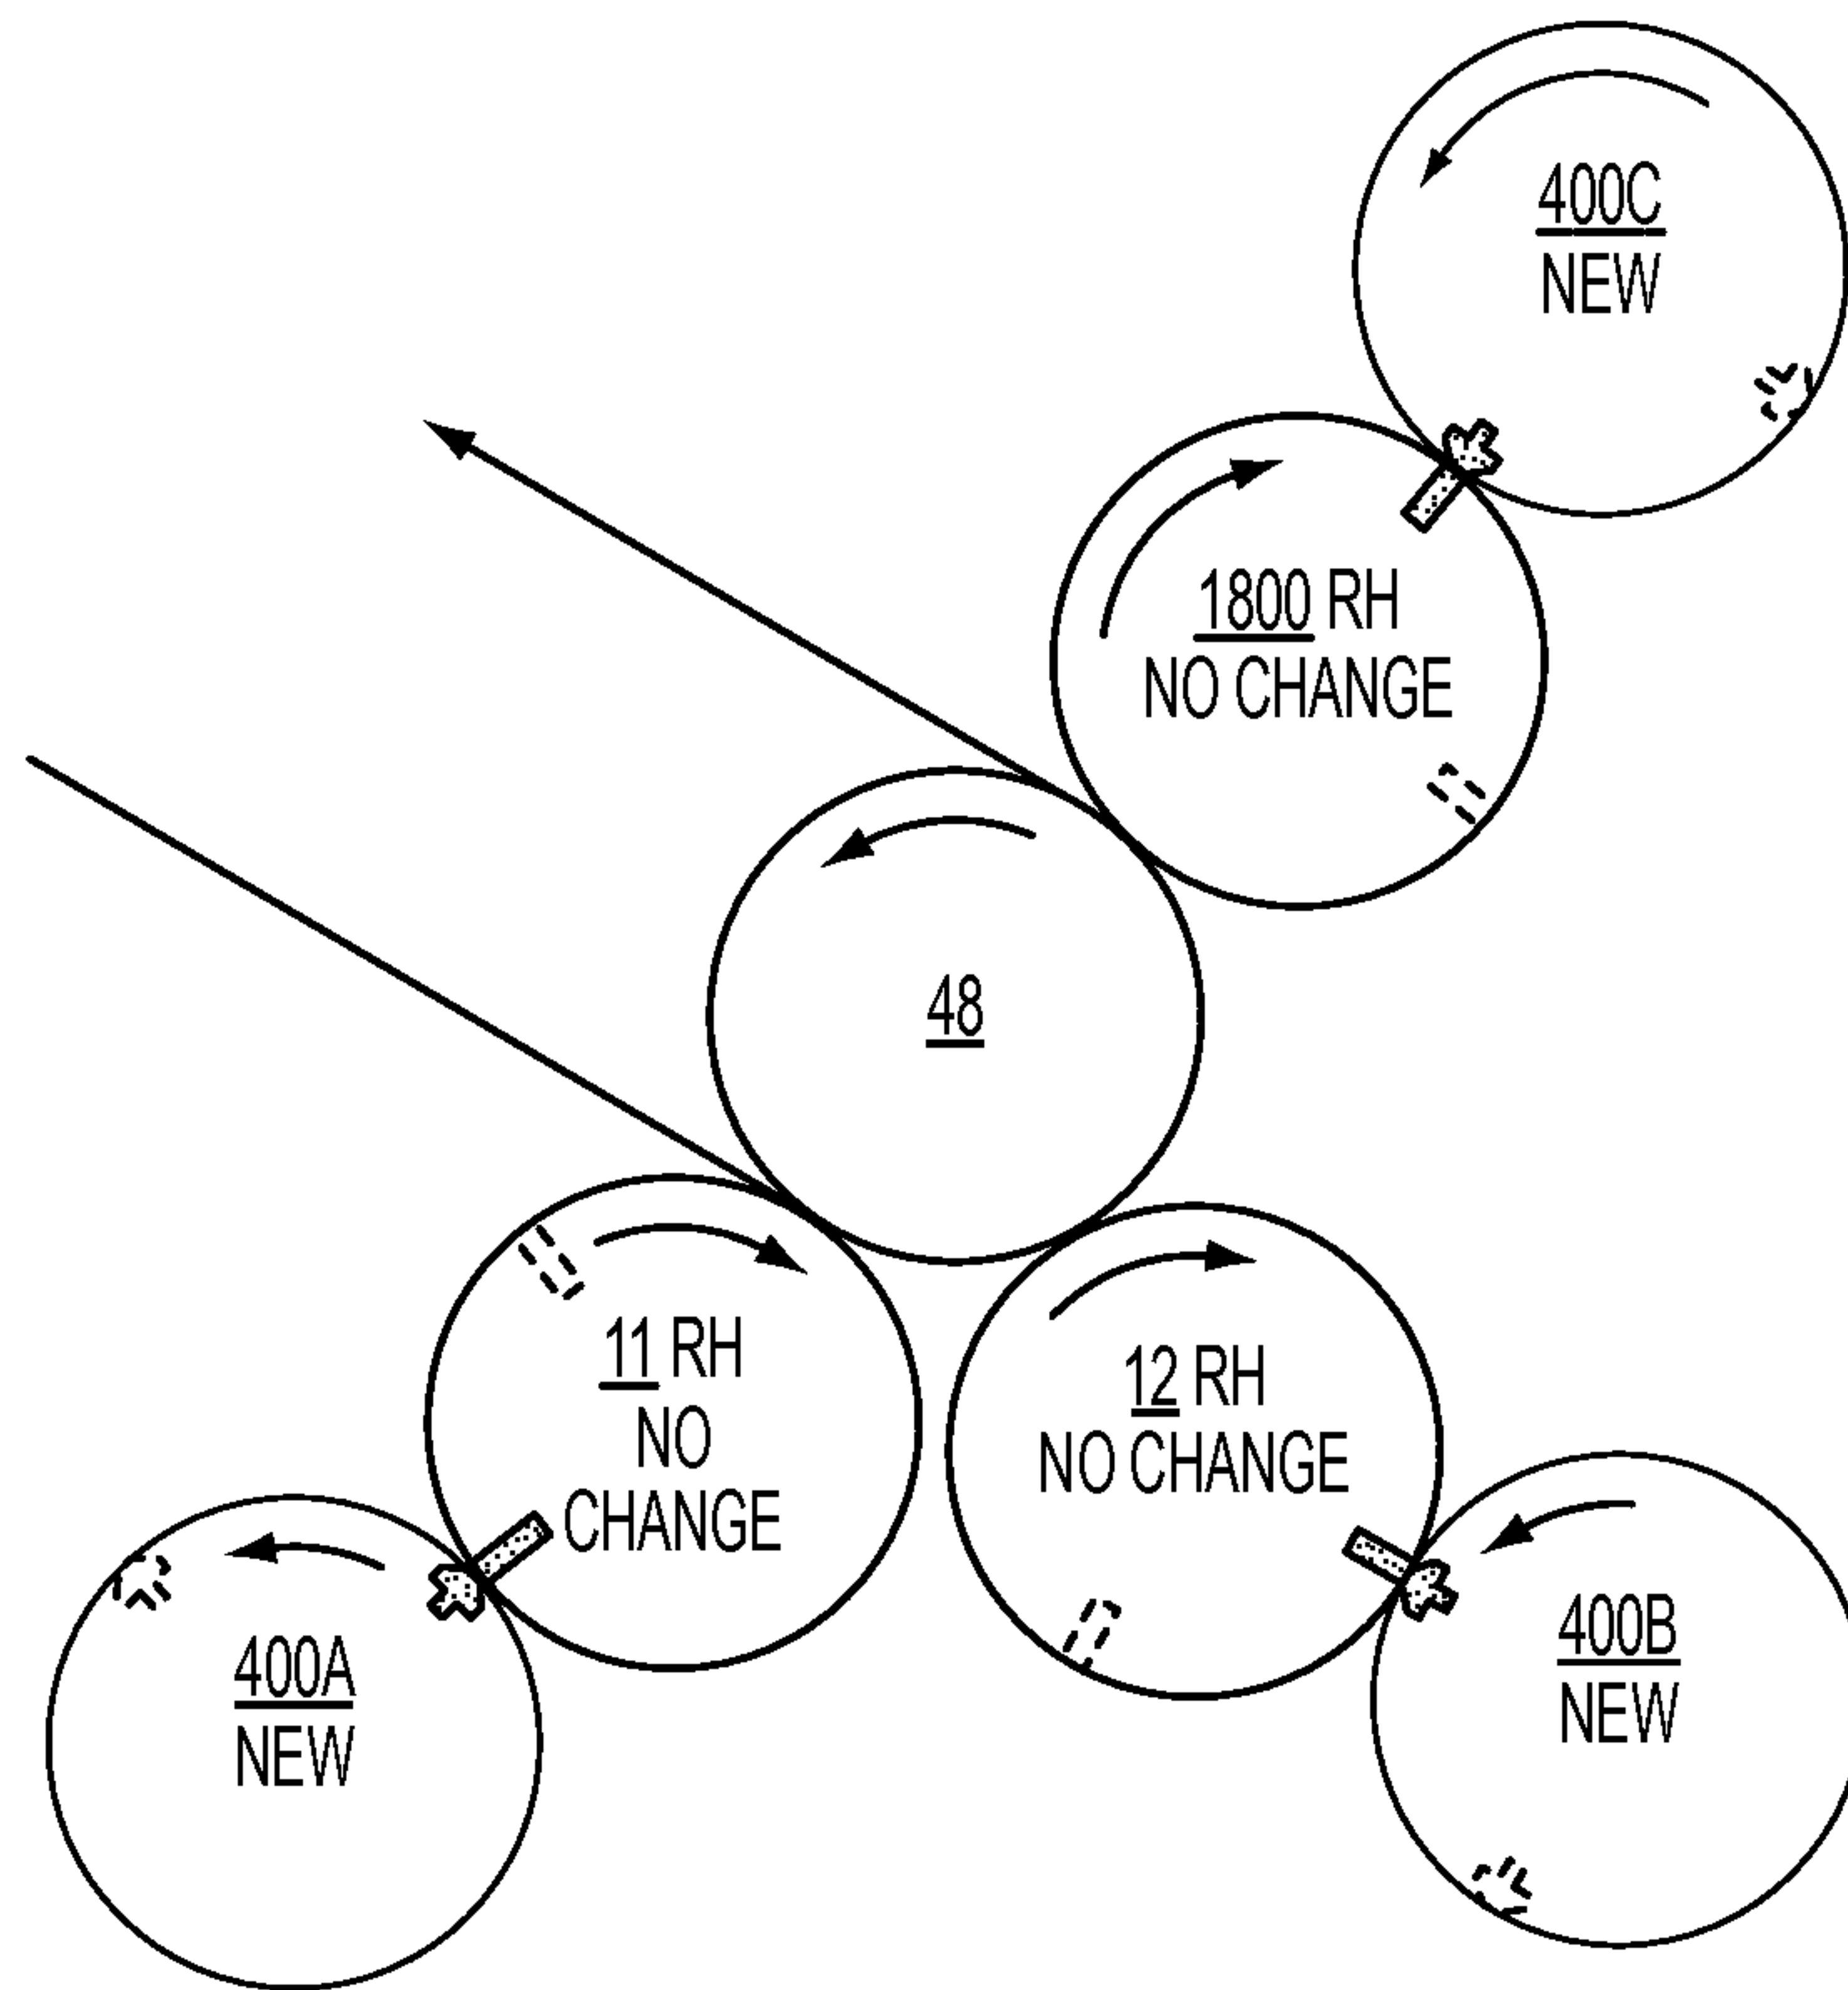 400C
NEW
1800 RH
NO CHANGE
48
11 RH
NO
CHANGE
12 RH
NO CHANGE
400A
NEW
400B
NEW